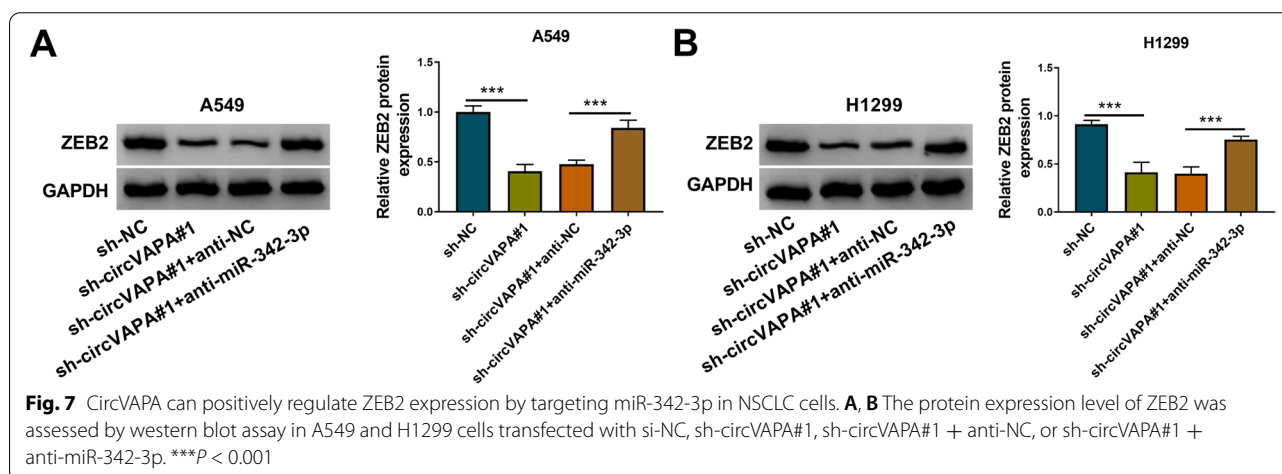 A
A549
ZEB2
GAPDH
sh-NC
sh-circVAPA#1
sh-circVAPA#1+anti-NC
sh-circVAPA#1+anti-miR-342-3p
A549
Relative ZEB2 protein
expression
1.5
1.0
0.5
0.0
***
***
sh-NC
sh-circVAPA#1
sh-circVAPA#1+anti-NC
sh-circVAPA#1+anti-miR-342-3p
B
H1299
ZEB2
GAPDH
sh-NC
sh-circVAPA#1
sh-circVAPA#1+anti-NC
sh-circVAPA#1+anti-miR-342-3p
H1299
Relative ZEB2 protein
expression
1.5
1.0
0.5
0.0
***
***
sh-NC
sh-circVAPA#1
sh-circVAPA#1+anti-NC
sh-circVAPA#1+anti-miR-342-3p
Fig. 7 CircVAPA can positively regulate ZEB2 expression by targeting miR-342-3p in NSCLC cells. A, B The protein expression level of ZEB2 was
assessed by western blot assay in A549 and H1299 cells transfected with si-NC, sh-circVAPA#1, sh-circVAPA#1 + anti-NC, or sh-circVAPA#1 +
anti-miR-342-3p. ***P < 0.001